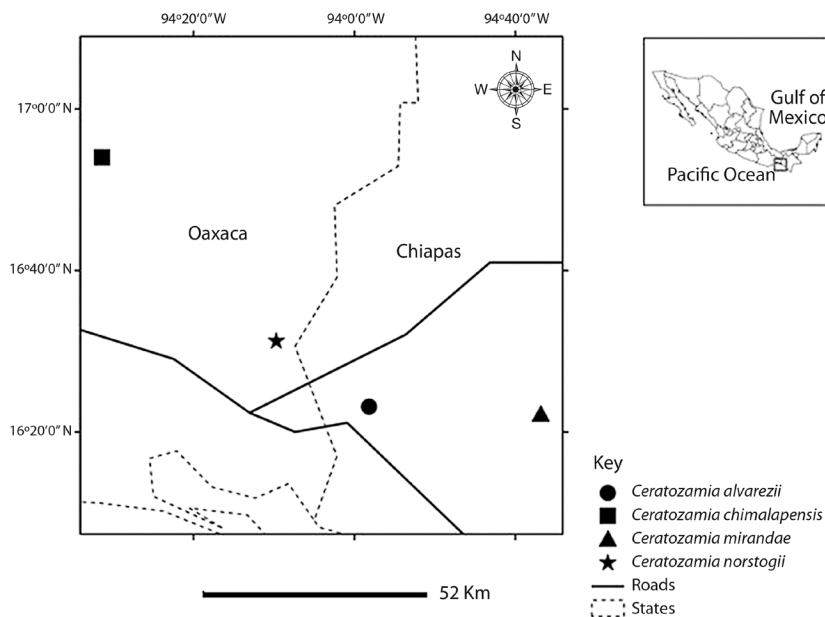 94°20'0"W
94°0'0"W
94°40'0"W
17°0'0"N
16°40'0"N
16°20'0"N
N
W
E
S
Oaxaca
Chiapas
Gulf of
Mexico
Pacific Ocean
52 Km
Key
Ceratozamia alvarezii
Ceratozamia chimalapensis
Ceratozamia mirandae
Ceratozamia norstogii
Roads
States